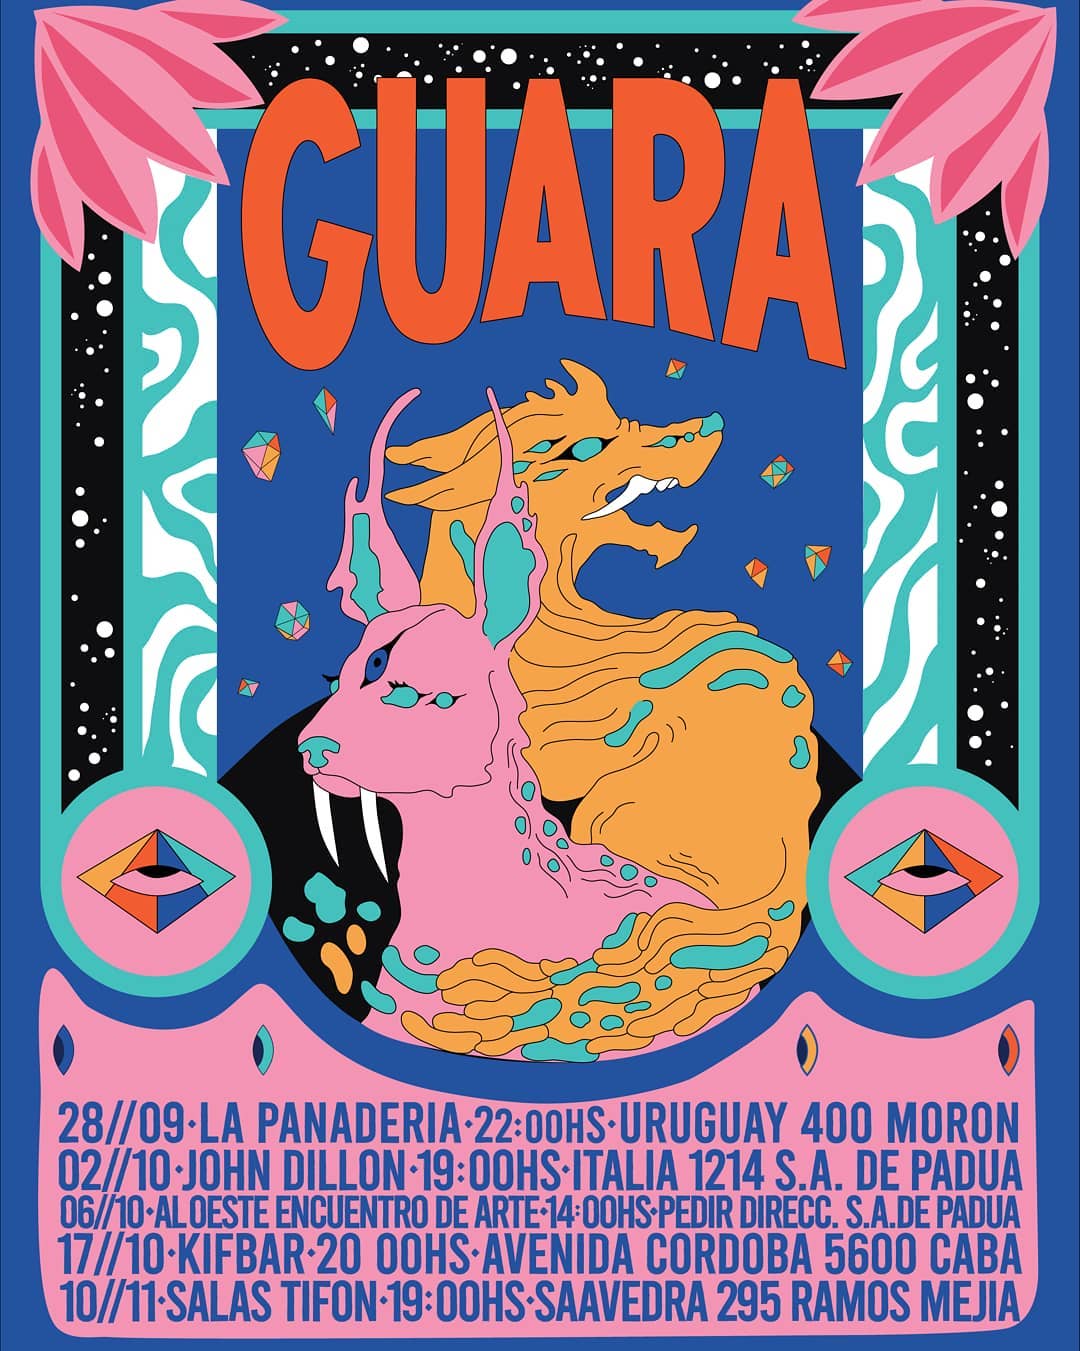 GUARA
28//09·LA PANADERIA·22:00HS·URUGUAY 400 MORON
02//10·JOHN DILLON·19:00HS·ITALIA 1214 S.A. DE PADUA
06//10·AL OESTE ENCUENTRO DE ARTE·14:00HS·PEDIR DIRECC. S.A.DE PADUA
17//10·KIFBAR·20 00HS·AVENIDA CORDOBA 5600 CABA
10//11·SALAS TIFON·19:00HS·SAAVEDRA 295 RAMOS MEJIA